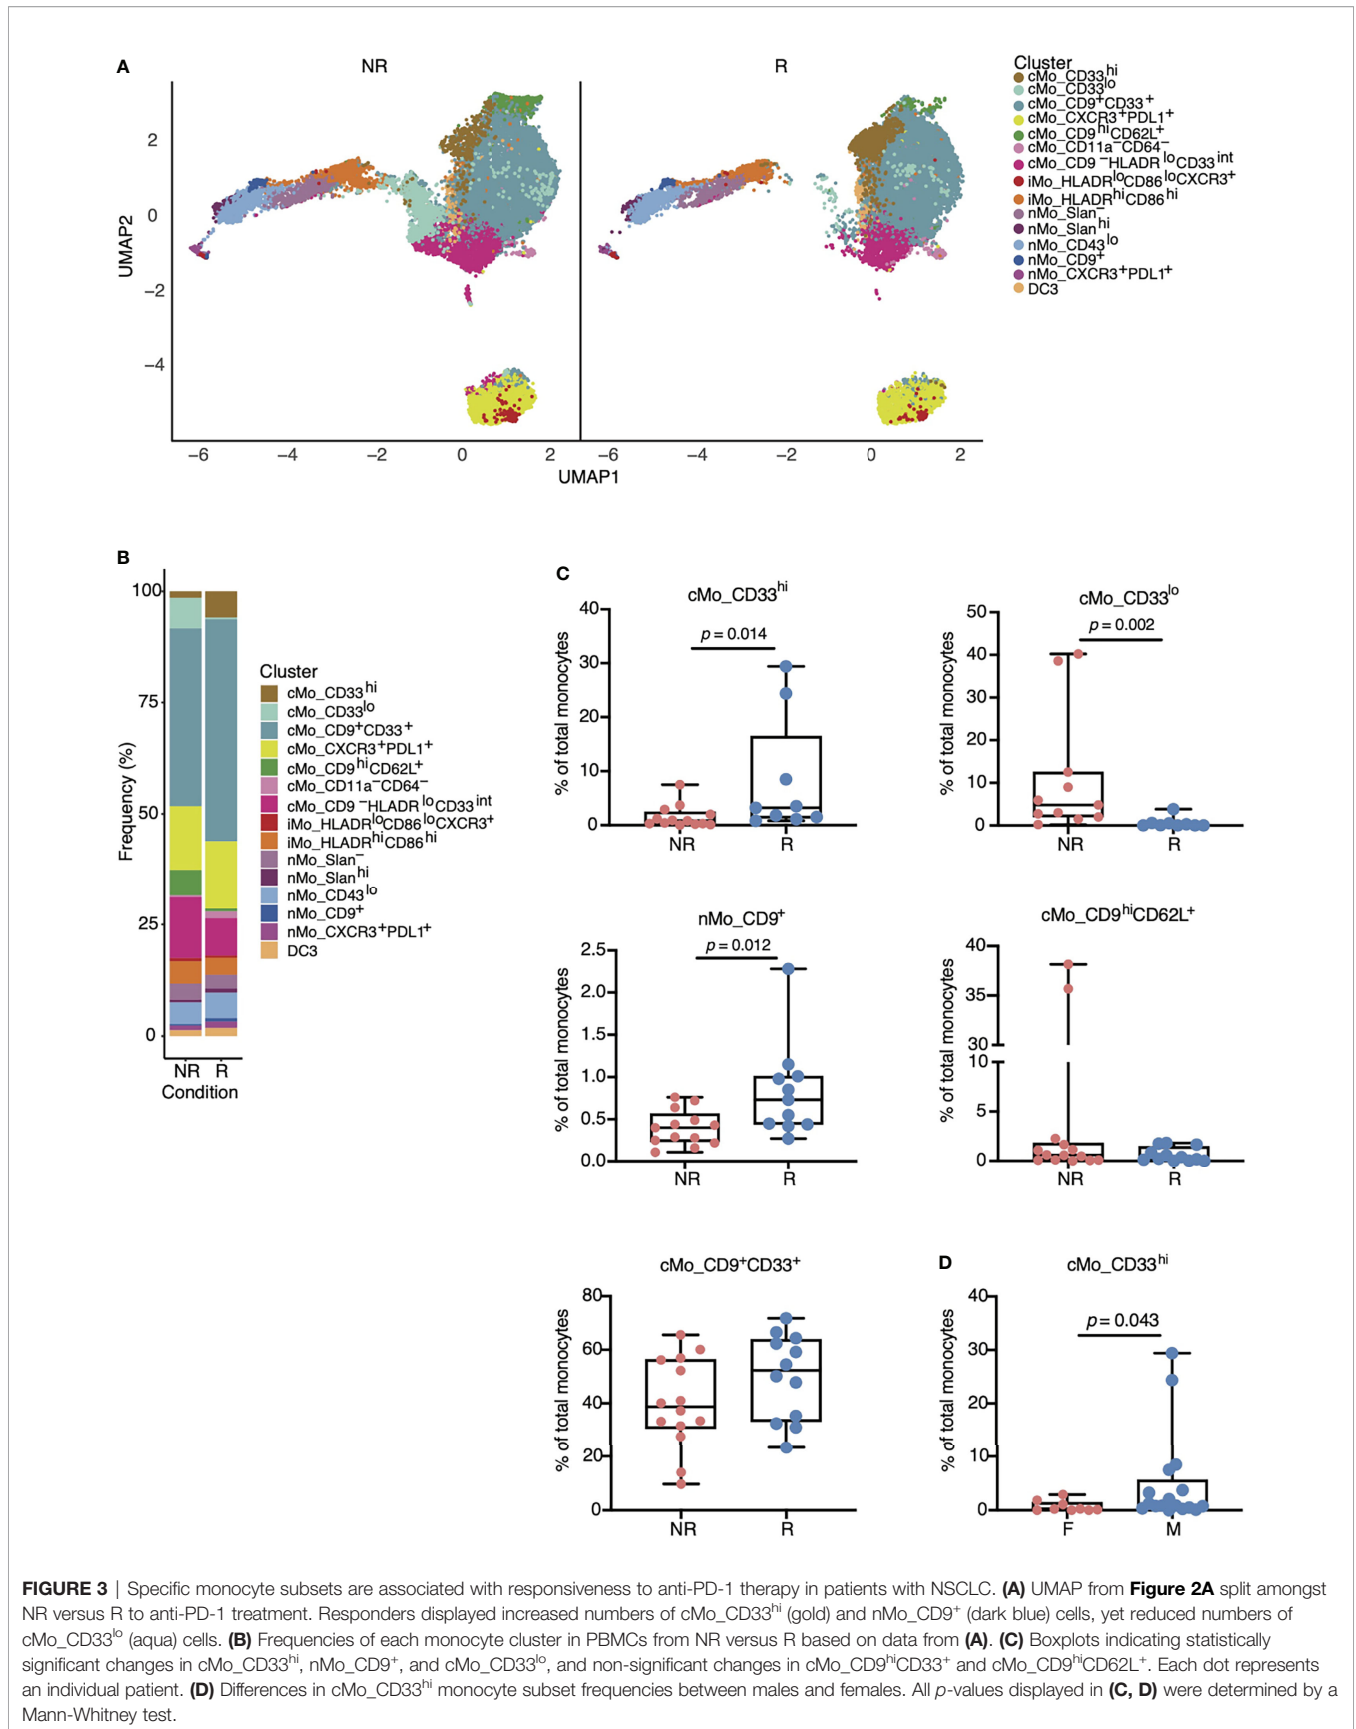 A
NR
R
Cluster
cMo_CD33hi
cMo_CD33lo
cMo_CD9+CD33+
cMo_CXCR3+PDL1+
cMo_CD9hiCD62L+
cMo_CD11a−CD64−
cMo_CD9−HLADRloCD33int
iMo_HLADRloCD86loCXCR3+
iMo_HLADRhiCD86hi
nMo_Slan−
nMo_Slanhi
nMo_CD43lo
nMo_CD9+
nMo_CXCR3+PDL1+
DC3
UMAP2
2
0
−2
−4
−6 −4 −2 0 2 −6 −4 −2 0 2
UMAP1
B
Frequency (%)
100
75
50
25
0
NR R
Condition
Cluster
cMo_CD33hi
cMo_CD33lo
cMo_CD9+CD33+
cMo_CXCR3+PDL1+
cMo_CD9hiCD62L+
cMo_CD11a−CD64−
cMo_CD9−HLADRloCD33int
iMo_HLADRloCD86loCXCR3+
iMo_HLADRhiCD86hi
nMo_Slan−
nMo_Slanhi
nMo_CD43lo
nMo_CD9+
nMo_CXCR3+PDL1+
DC3
C
cMo_CD33hi
p = 0.014
% of total monocytes
40
30
20
10
0
NR R
cMo_CD33lo
p = 0.002
% of total monocytes
50
40
30
20
10
0
NR R
nMo_CD9+
p = 0.012
% of total monocytes
2.5
2.0
1.5
1.0
0.5
0.0
NR R
cMo_CD9hiCD62L+
% of total monocytes
40
35
30
10
5
0
NR R
cMo_CD9+CD33+
% of total monocytes
80
60
40
20
0
NR R
D
cMo_CD33hi
p = 0.043
% of total monocytes
40
30
20
10
0
F M
FIGURE 3 | Specific monocyte subsets are associated with responsiveness to anti-PD-1 therapy in patients with NSCLC. (A) UMAP from Figure 2A split amongst
NR versus R to anti-PD-1 treatment. Responders displayed increased numbers of cMo_CD33hi (gold) and nMo_CD9+ (dark blue) cells, yet reduced numbers of
cMo_CD33lo (aqua) cells. (B) Frequencies of each monocyte cluster in PBMCs from NR versus R based on data from (A). (C) Boxplots indicating statistically
significant changes in cMo_CD33hi, nMo_CD9+, and cMo_CD33lo, and non-significant changes in cMo_CD9hiCD33+ and cMo_CD9hiCD62L+. Each dot represents
an individual patient. (D) Differences in cMo_CD33hi monocyte subset frequencies between males and females. All p-values displayed in (C, D) were determined by a
Mann-Whitney test.